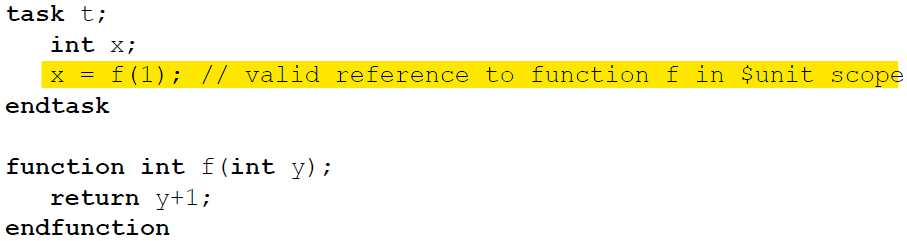 task t;
int x;
x = f(1); // valid reference to function f in $unit scope
endtask
function int f(int y);
return y+1;
endfunction